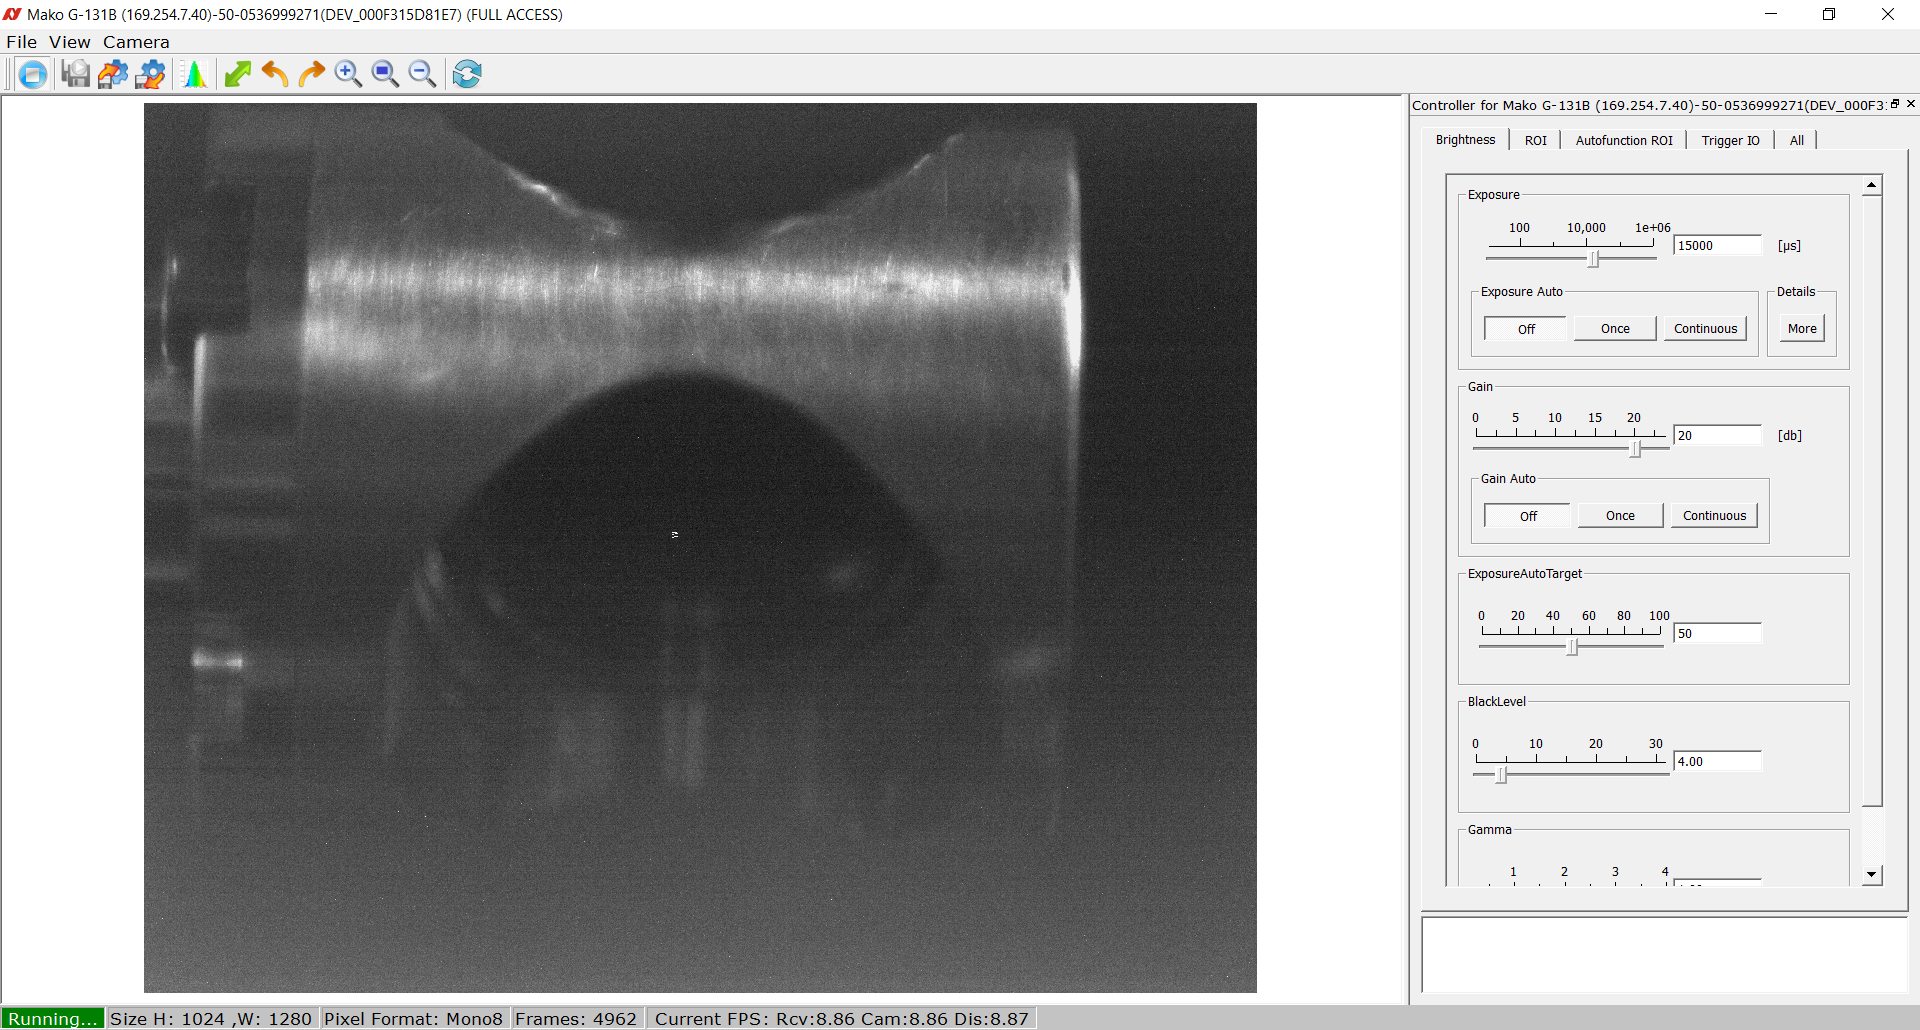 Mako G-131B (169.254.7.40)-50-0536999271(DEV_000F315D81E7) (FULL ACCESS)
File View Camera
Controller for Mako G-131B (169.254.7.40)-50-0536999271(DEV_000F3
Brightness ROI Autofunction ROI Trigger IO All
Exposure
100 10,000 1e+06
15000 [µs]
Exposure Auto
Off Once Continuous
Details
More
Gain
0 5 10 15 20
20 [db]
Gain Auto
Off Once Continuous
ExposureAutoTarget
0 20 40 60 80 100
50
BlackLevel
0 10 20 30
4.00
Gamma
1 2 3 4
Running... Size H: 1024 ,W: 1280 Pixel Format: Mono8 Frames: 4962 Current FPS: Rcv:8.86 Cam:8.86 Dis:8.87